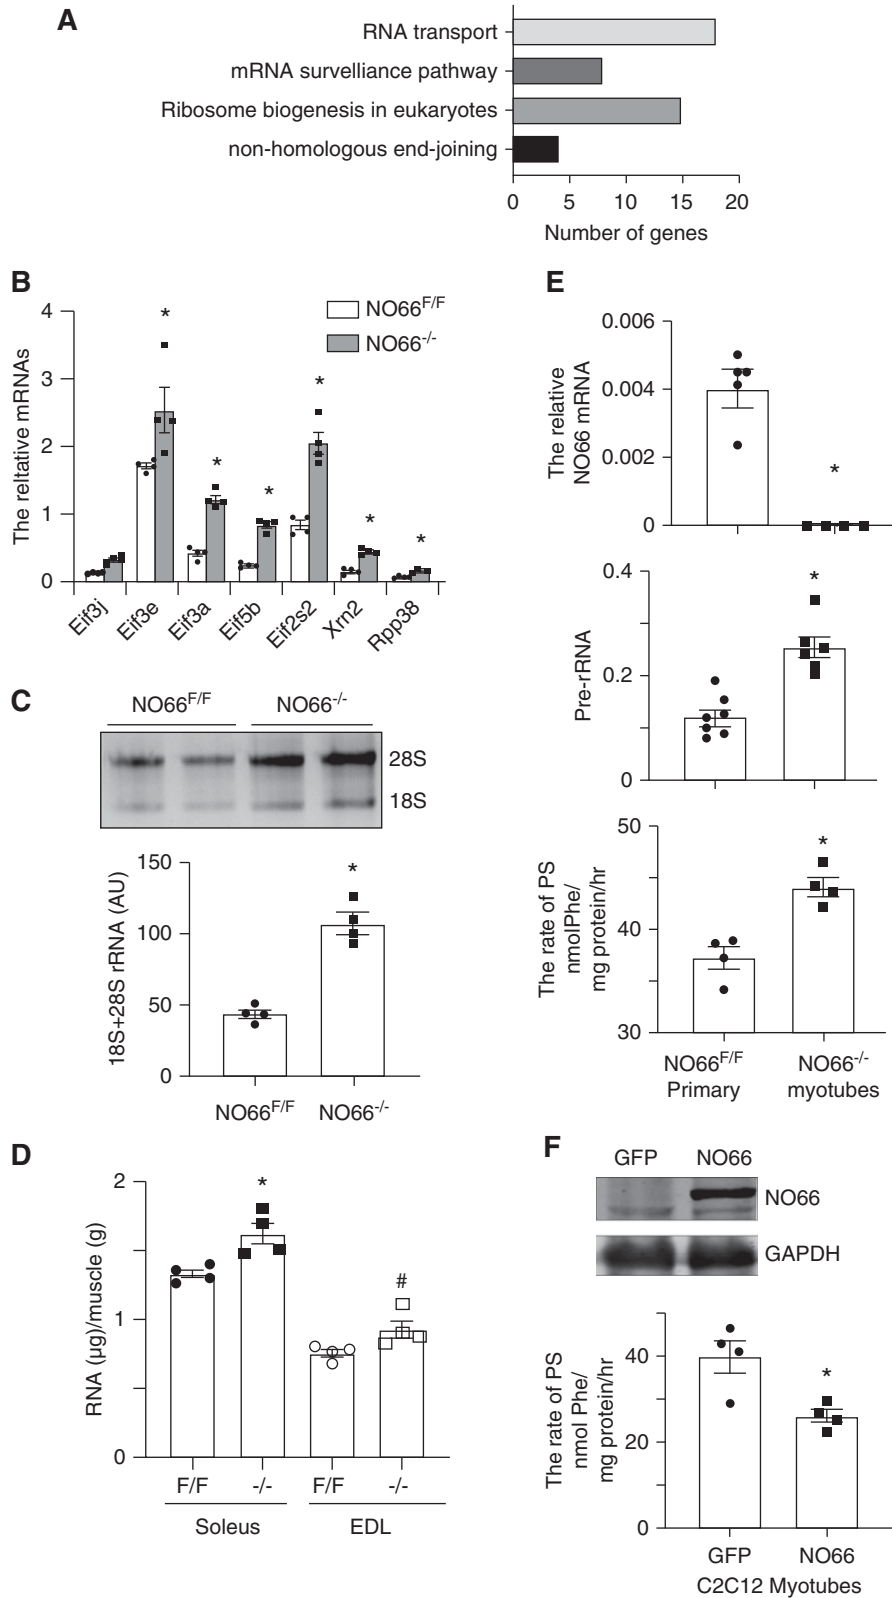 A
RNA transport
mRNA survelliance pathway
Ribosome biogenesis in eukaryotes
non-homologous end-joining
0 5 10 15 20
Number of genes
B
The reltative mRNAs
4
3
2
1
0
NO66F/F
NO66-/-
* * * * * *
Eif3j Eif3e Eif3a Eif5b Eif2s2 Xrn2 Rpp38
C
NO66F/F NO66-/-
28S
18S
18S+28S rRNA (AU)
150
100
50
0
*
NO66F/F NO66-/-
D
RNA (µg)/muscle (g)
2
1
0
*
#
F/F -/- F/F -/-
Soleus EDL
E
The relative
NO66 mRNA
0.006
0.004
0.002
0
*
Pre-rRNA
0.4
0.2
0
*
The rate of PS
nmolPhe/
mg protein/hr
50
40
30
*
NO66F/F NO66-/-
Primary myotubes
F
GFP NO66
NO66
GAPDH
The rate of PS
nmol Phe/
mg protein/hr
40
20
0
*
GFP NO66
C2C12 Myotubes